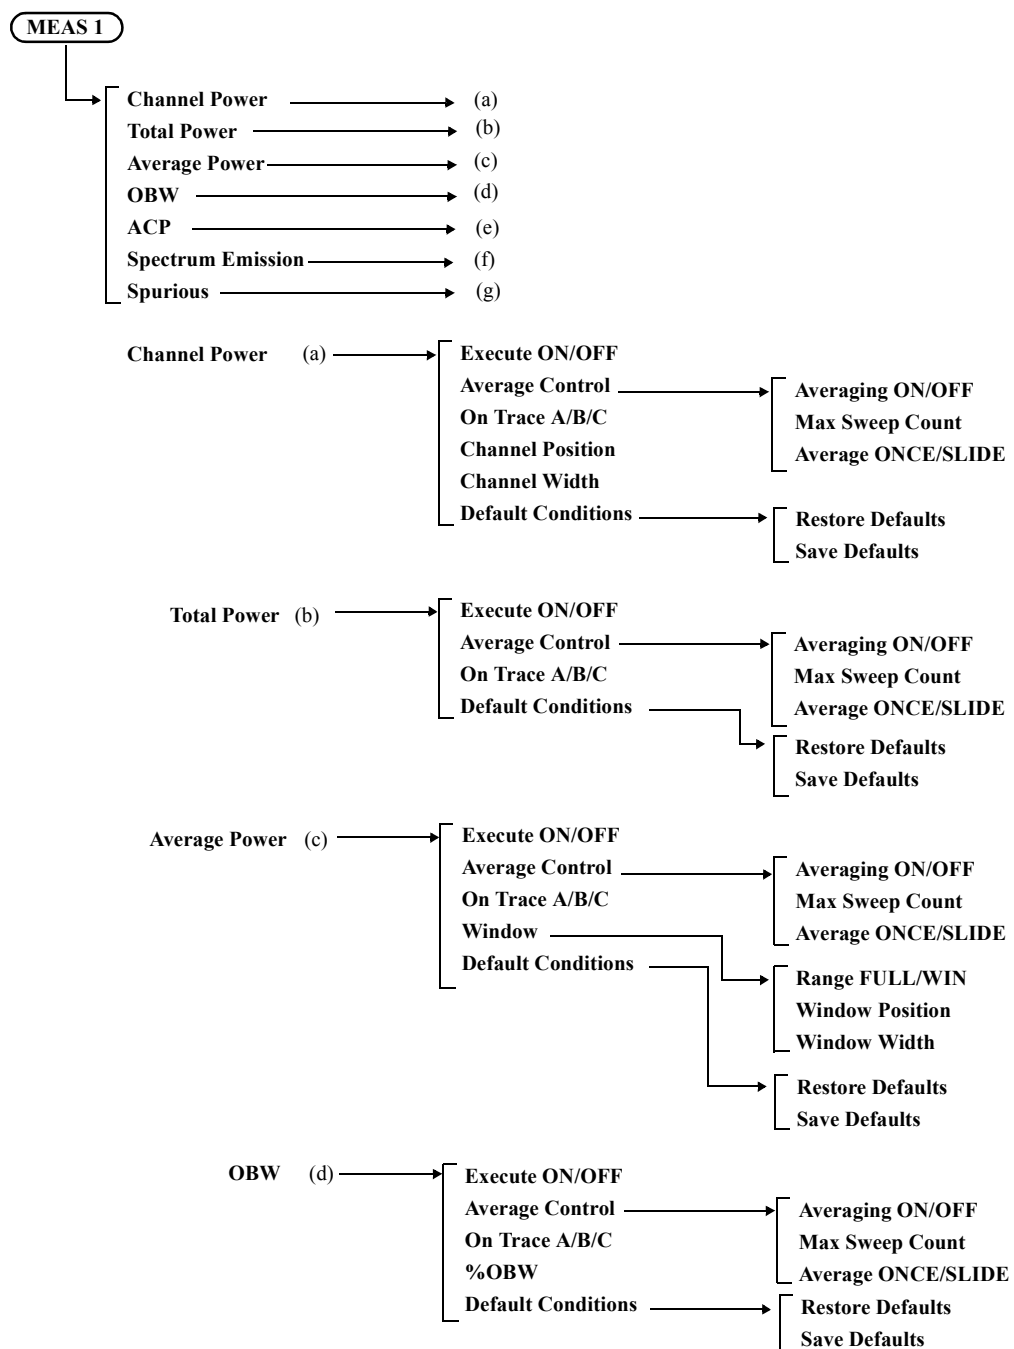 MEAS 1
Channel Power (a)
Total Power (b)
Average Power (c)
OBW (d)
ACP (e)
Spectrum Emission (f)
Spurious (g)
Channel Power (a)
Execute ON/OFF
Average Control
On Trace A/B/C
Channel Position
Channel Width
Default Conditions
Averaging ON/OFF
Max Sweep Count
Average ONCE/SLIDE
Restore Defaults
Save Defaults
Total Power (b)
Execute ON/OFF
Average Control
On Trace A/B/C
Default Conditions
Averaging ON/OFF
Max Sweep Count
Average ONCE/SLIDE
Restore Defaults
Save Defaults
Average Power (c)
Execute ON/OFF
Average Control
On Trace A/B/C
Window
Default Conditions
Averaging ON/OFF
Max Sweep Count
Average ONCE/SLIDE
Range FULL/WIN
Window Position
Window Width
Restore Defaults
Save Defaults
OBW (d)
Execute ON/OFF
Average Control
On Trace A/B/C
%OBW
Default Conditions
Averaging ON/OFF
Max Sweep Count
Average ONCE/SLIDE
Restore Defaults
Save Defaults